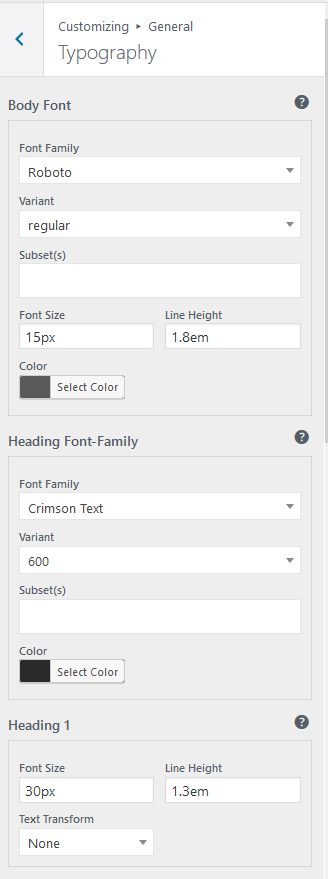 Customizing ▸ General
Typography
Body Font
Font Family
Roboto
Variant
regular
Subset(s)
Font Size Line Height
15px 1.8em
Color
Select Color
Heading Font-Family
Font Family
Crimson Text
Variant
600
Subset(s)
Color
Select Color
Heading 1
Font Size Line Height
30px 1.3em
Text Transform
None